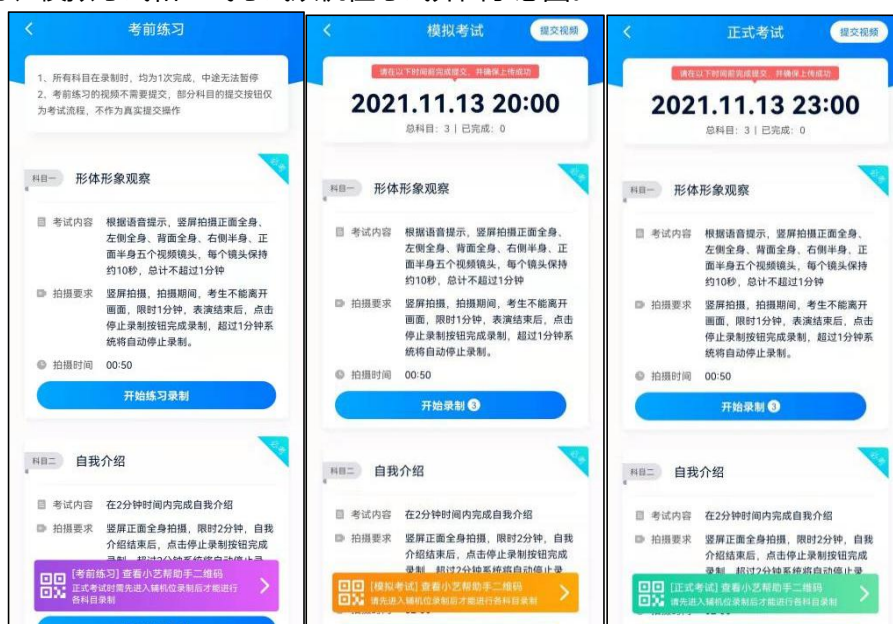 考前练习
1、所有科目在录制时，均为1次完成，中途无法暂停
2、考前练习的视频不需要提交，部分科目的提交按钮仅
为考试流程，不作为真实提交操作
科目一 形体形象观察
必考
考试内容 根据语音提示，竖屏拍摄正面全身、
左侧全身、背面全身、右侧半身、正
面半身五个视频镜头，每个镜头保持
约10秒，总计不超过1分钟
拍摄要求 竖屏拍摄，拍摄期间，考生不能离开
画面，限时1分钟，表演结束后，点击
停止录制按钮完成录制，超过1分钟系
统将自动停止录制。
拍摄时间 00:50
开始练习录制
科目二 自我介绍
必考
考试内容 在2分钟时间内完成自我介绍
拍摄要求 竖屏正面全身拍摄，限时2分钟，自我
介绍结束后，点击停止录制按钮完成
[考前练习] 查看小艺帮助手二维码
正式考试时需先进入辅机位录制后才能进行
各科目录制
模拟考试
提交视频
请在以下时间前完成提交，并确保上传成功
2021.11.13 20:00
总科目：3 | 已完成：0
科目一 形体形象观察
必考
考试内容 根据语音提示，竖屏拍摄正面全身、
左侧全身、背面全身、右侧半身、正
面半身五个视频镜头，每个镜头保持
约10秒，总计不超过1分钟
拍摄要求 竖屏拍摄，拍摄期间，考生不能离开
画面，限时1分钟，表演结束后，点击
停止录制按钮完成录制，超过1分钟系
统将自动停止录制。
拍摄时间 00:50
开始录制 3
科目二 自我介绍
必考
考试内容 在2分钟时间内完成自我介绍
拍摄要求 竖屏正面全身拍摄，限时2分钟，自我
介绍结束后，点击停止录制按钮完成
录制，超过2分钟系统将自动停止录
[模拟考试] 查看小艺帮助手二维码
请先进入辅机位录制后才能进行各科目录制
正式考试
提交视频
请在以下时间前完成提交，并确保上传成功
2021.11.13 23:00
总科目：3 | 已完成：0
科目一 形体形象观察
必考
考试内容 根据语音提示，竖屏拍摄正面全身、
左侧全身、背面全身、右侧半身、正
面半身五个视频镜头，每个镜头保持
约10秒，总计不超过1分钟
拍摄要求 竖屏拍摄，拍摄期间，考生不能离开
画面，限时1分钟，表演结束后，点击
停止录制按钮完成录制，超过1分钟系
统将自动停止录制。
拍摄时间 00:50
开始录制 3
科目二 自我介绍
必考
考试内容 在2分钟时间内完成自我介绍
拍摄要求 竖屏正面全身拍摄，限时2分钟，自我
介绍结束后，点击停止录制按钮完成
录制，超过2分钟系统将自动停止录
[正式考试] 查看小艺帮助手二维码
请先进入辅机位录制后才能进行各科目录制